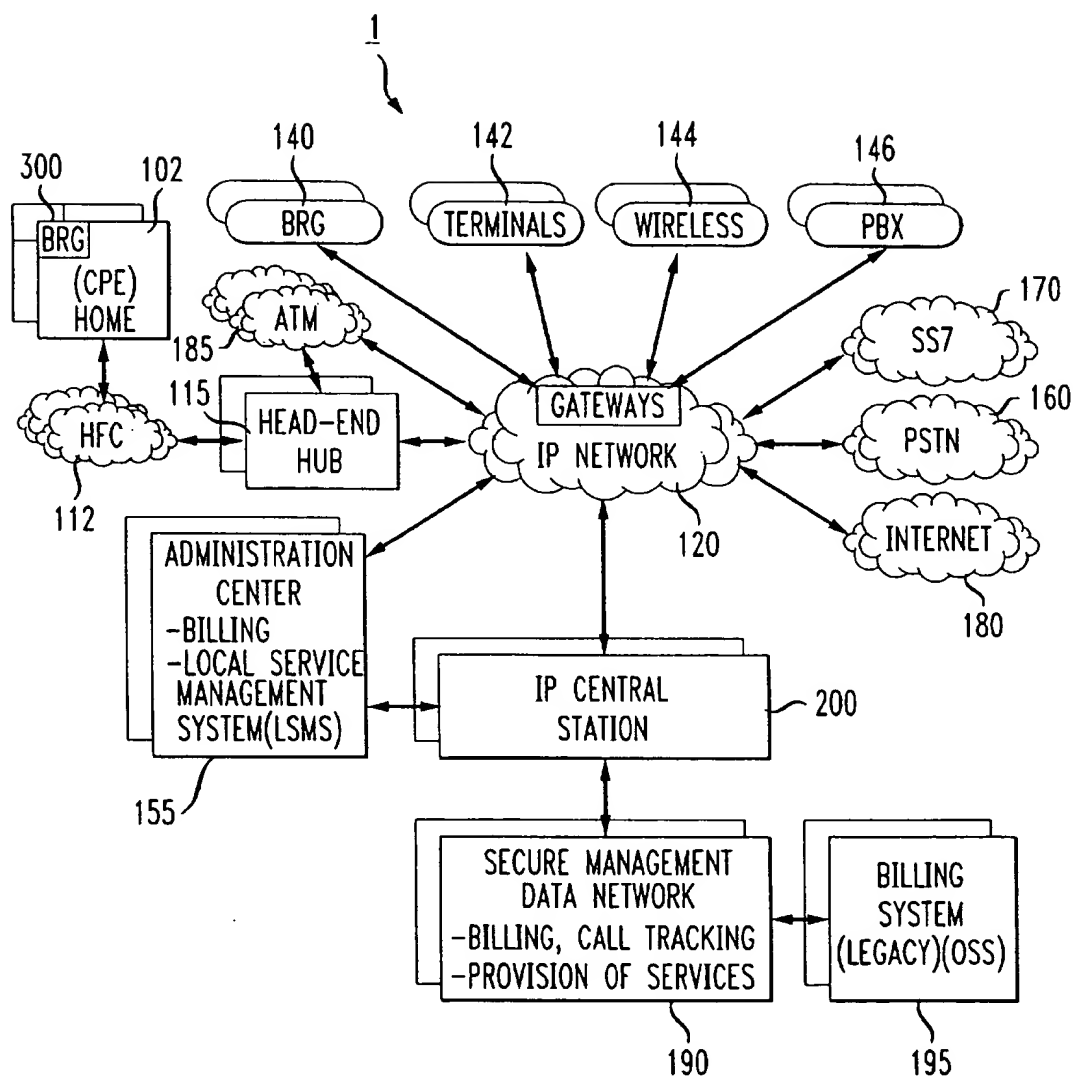 1
140
142
144
146
300
102
BRG
TERMINALS
WIRELESS
PBX
BRG
(CPE)
HOME
ATM
185
170
SS7
115
HEAD-END
HUB
GATEWAYS
IP NETWORK
160
PSTN
HFC
112
120
INTERNET
180
ADMINISTRATION
CENTER
-BILLING
-LOCAL SERVICE
MANAGEMENT
SYSTEM(LSMS)
155
IP CENTRAL
STATION
200
SECURE MANAGEMENT
DATA NETWORK
-BILLING, CALL TRACKING
-PROVISION OF SERVICES
190
BILLING
SYSTEM
(LEGACY)(OSS)
195